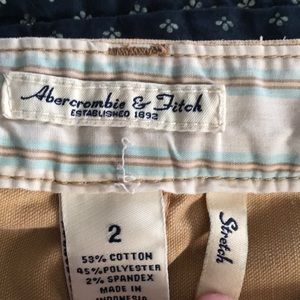 Abercrombie & Fitch
ESTABLISHED 1892
2
53% COTTON
45% POLYESTER
2% SPANDEX
MADE IN
INDONESIA
Stretch